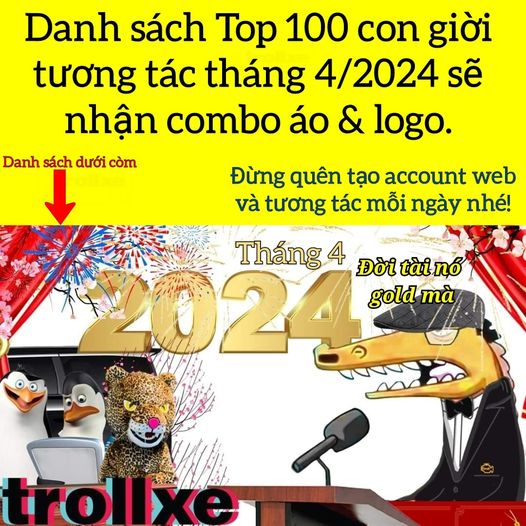 Danh sách Top 100 con giời
tương tác tháng 4/2024 sẽ
nhận combo áo & logo.
Danh sách dưới còm
Đừng quên tạo account web
và tương tác mỗi ngày nhé!
Tháng 4
2024
Đời tài nó
gold mà
trollxe